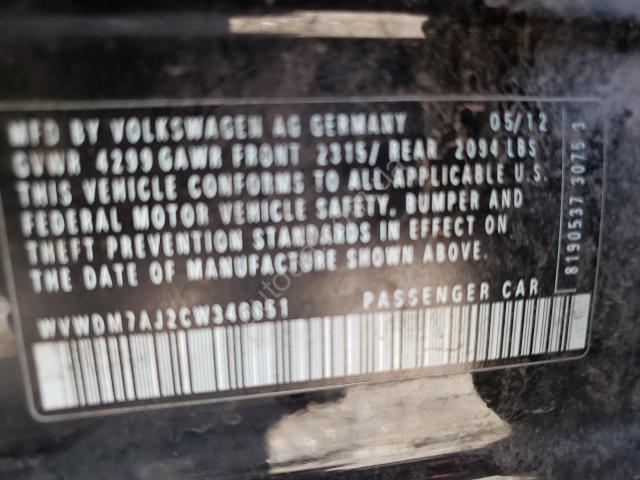 MFD BY VOLKSWAGEN AG GERMANY 05/12
GVWR 4299 GAWR FRONT 2315/ REAR 2094 LBS
THIS VEHICLE CONFORMS TO ALL APPLICABLE U.S.
FEDERAL MOTOR VEHICLE SAFETY, BUMPER AND
THEFT PREVENTION STANDARDS IN EFFECT ON
THE DATE OF MANUFACTURE SHOWN ABOVE.
WVWDM7AJ2CW346851 PASSENGER CAR
8190537 3075 3